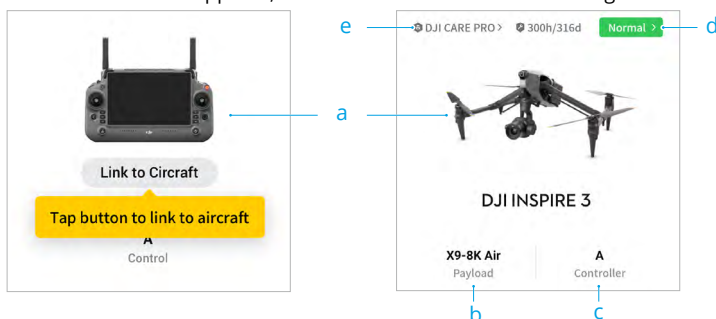 e
DJI CARE PRO >
300h/316d
Normal >
d
a
Link to Circraft
Tap button to link to aircraft
A
Control
DJI INSPIRE 3
X9-8K Air
Payload
A
Controller
b
c